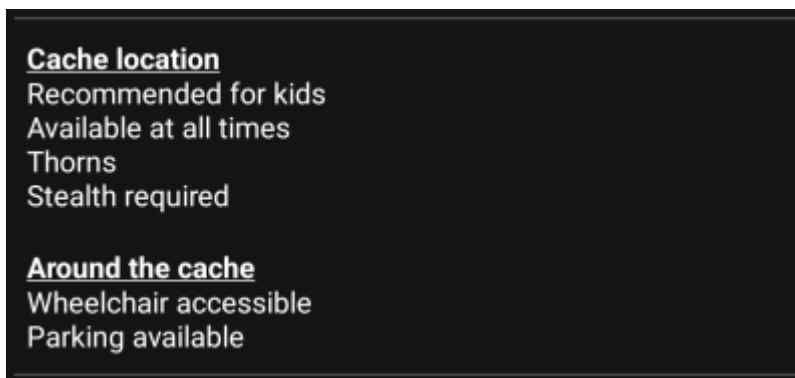 Cache location
Recommended for kids
Available at all times
Thorns
Stealth required
Around the cache
Wheelchair accessible
Parking available